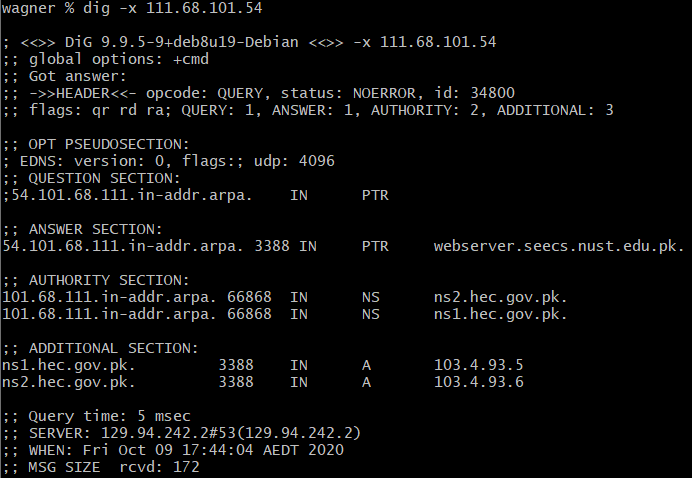 wagner % dig -x 111.68.101.54
; <<>> DiG 9.9.5-9+deb8u19-Debian <<>> -x 111.68.101.54
;; global options: +cmd
;; Got answer:
;; ->>HEADER<<- opcode: QUERY, status: NOERROR, id: 34800
;; flags: qr rd ra; QUERY: 1, ANSWER: 1, AUTHORITY: 2, ADDITIONAL: 3
;; OPT PSEUDOSECTION:
; EDNS: version: 0, flags:; udp: 4096
;; QUESTION SECTION:
;54.101.68.111.in-addr.arpa. IN PTR
;; ANSWER SECTION:
54.101.68.111.in-addr.arpa. 3388 IN PTR webserver.seecs.nust.edu.pk.
;; AUTHORITY SECTION:
101.68.111.in-addr.arpa. 66868 IN NS ns2.hec.gov.pk.
101.68.111.in-addr.arpa. 66868 IN NS ns1.hec.gov.pk.
;; ADDITIONAL SECTION:
ns1.hec.gov.pk. 3388 IN A 103.4.93.5
ns2.hec.gov.pk. 3388 IN A 103.4.93.6
;; Query time: 5 msec
;; SERVER: 129.94.242.2#53(129.94.242.2)
;; WHEN: Fri Oct 09 17:44:04 AEDT 2020
;; MSG SIZE rcvd: 172